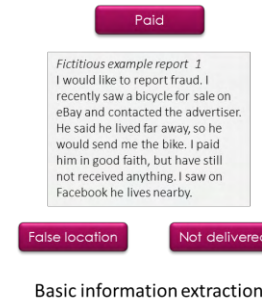 Paid
Fictitious example report 1
I would like to report fraud. I
recently saw a bicycle for sale on
eBay and contacted the advertiser.
He said he lived far away, so he
would send me the bike. I paid
him in good faith, but have still
not received anything. I saw on
Facebook he lives nearby.
False location
Not delivered
Basic information extraction